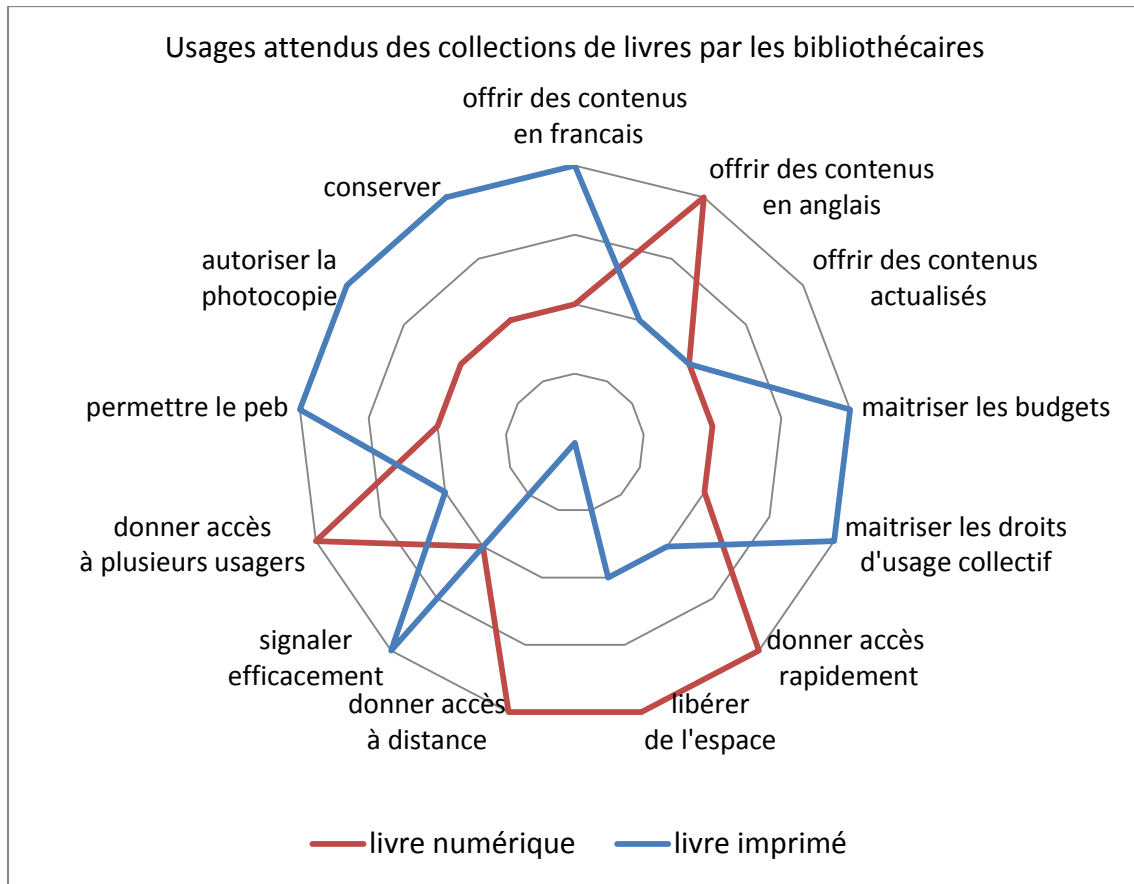 Usages attendus des collections de livres par les bibliothécaires
offrir des contenus
en francais
offrir des contenus
en anglais
offrir des contenus
actualisés
maitriser les budgets
maitriser les droits
d'usage collectif
donner accès
rapidement
libérer
de l'espace
donner accès
à distance
signaler
efficacement
donner accès
à plusieurs usagers
permettre le peb
autoriser la
photocopie
conserver
livre numérique
livre imprimé